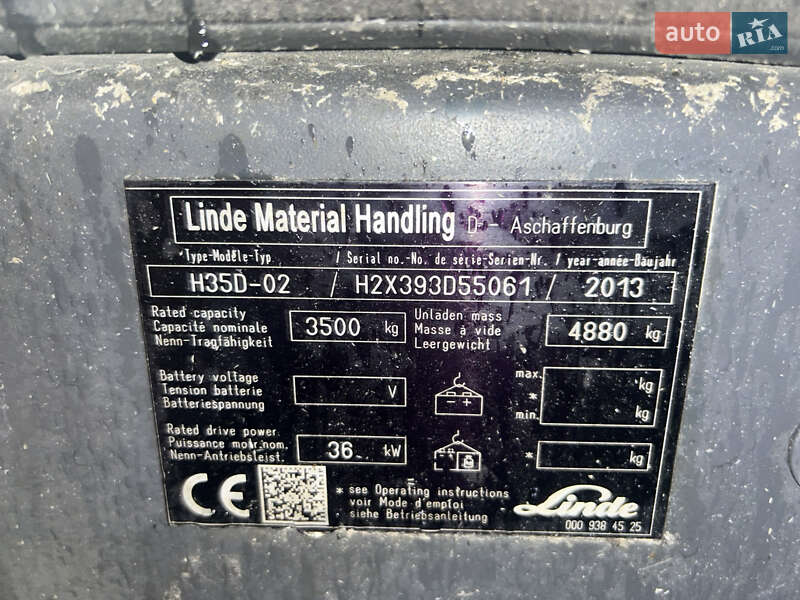 auto RIA.com
Linde Material Handling D - Aschaffenburg
Type-Modèle-Typ / Serial no.-No. de série-Serien-Nr. / year-année-Baujahr
H35D-02 / H2X393D55061 / 2013
Rated capacity
Capacité nominale
Nenn-Tragfähigkeit
3500 kg
Unladen mass
Masse à vide
Leergewicht
4880 kg
Battery voltage
Tension batterie
Batteriespannung
V
max. kg
*
min. kg
Rated drive power
Puissance motr.nom.
Nenn-Antriebsleist.
36 kW
* kg
CE
* see Operating instructions
voir Mode d'emploi
siehe Betriebsanleitung
Linde
000 938 45 25